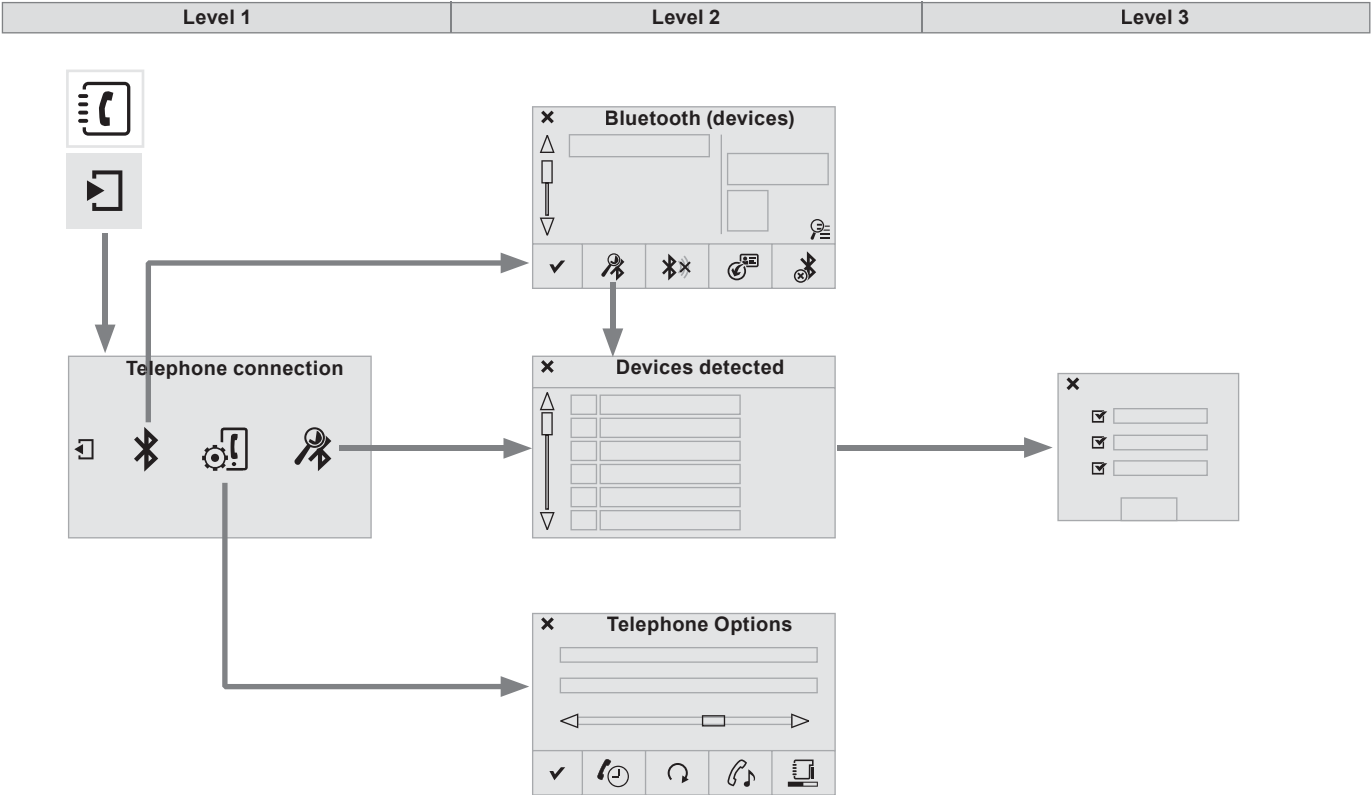 Level 1
Level 2
Level 3
Bluetooth (devices)
Telephone connection
Devices detected
Telephone Options